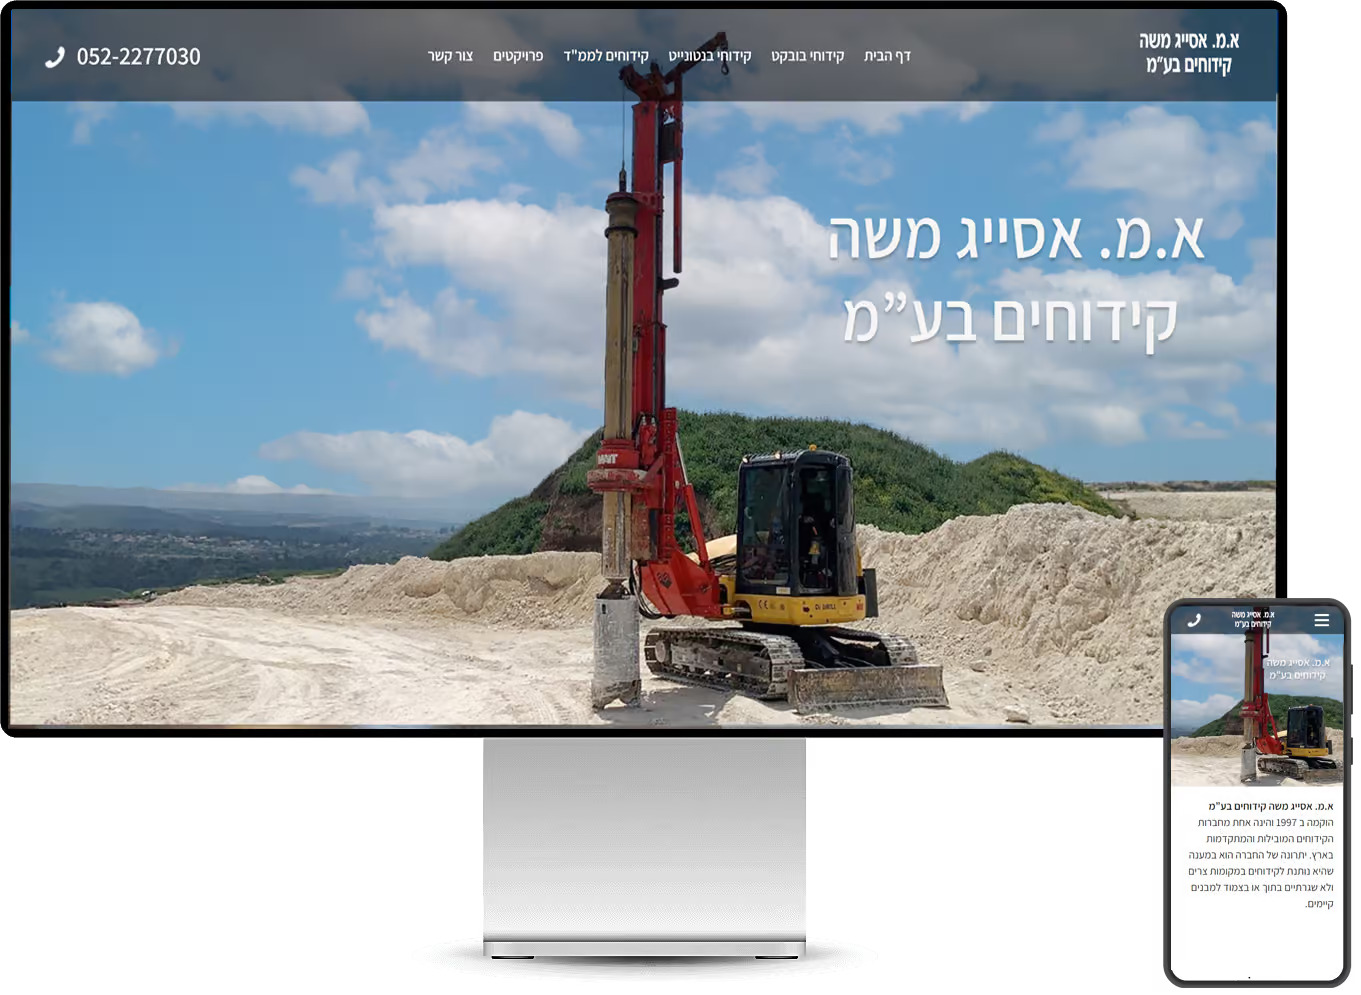 א.מ. אסייג משה
קידוחים בע"מ
דף הבית
קידוחי בובקט
קידוחי בנטונייט
קידוחים לממ"ד
פרויקטים
צור קשר
052-2277030
א.מ. אסייג משה
קידוחים בע”מ
MAIT
א.מ. אסייג משה
קידוחים בע"מ
א.מ. אסייג משה
קידוחים בע"מ
א.מ. אסייג משה קידוחים בע"מ
הוקמה ב 1997 והינה אחת מחברות
הקידוחים המובילות והמתקדמות
בארץ. יתרונה של החברה הוא במענה
שהיא נותנת לקידוחים במקומות צרים
ולא שגרתיים בתוך או בצמוד למבנים
קיימים.